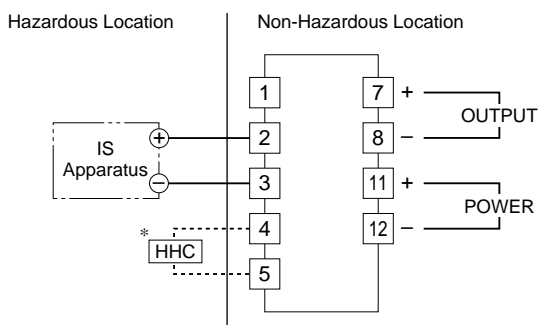 Hazardous Location
Non-Hazardous Location
1
7 +
OUTPUT
IS
Apparatus
+
2
8 –
–
3
11 +
POWER
*
HHC
4
12 –
5